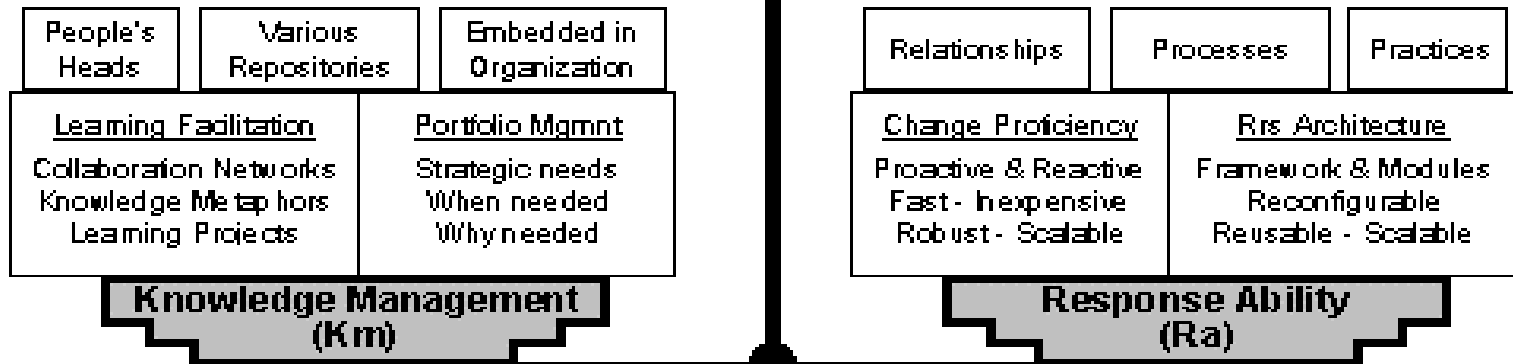 People's
Heads
Various
Repositories
Embedded in
Organization
Learning Facilitation
Collaboration Networks
Knowledge Metaphors
Learning Projects
Portfolio Mgmnt
Strategic needs
When needed
Why needed
Knowledge Management
(Km)
Relationships
Processes
Practices
Change Proficiency
Proactive & Reactive
Fast - Inexpensive
Robust - Scalable
Rrs Architecture
Framework & Modules
Reconfigurable
Reusable - Scalable
Response Ability
(Ra)